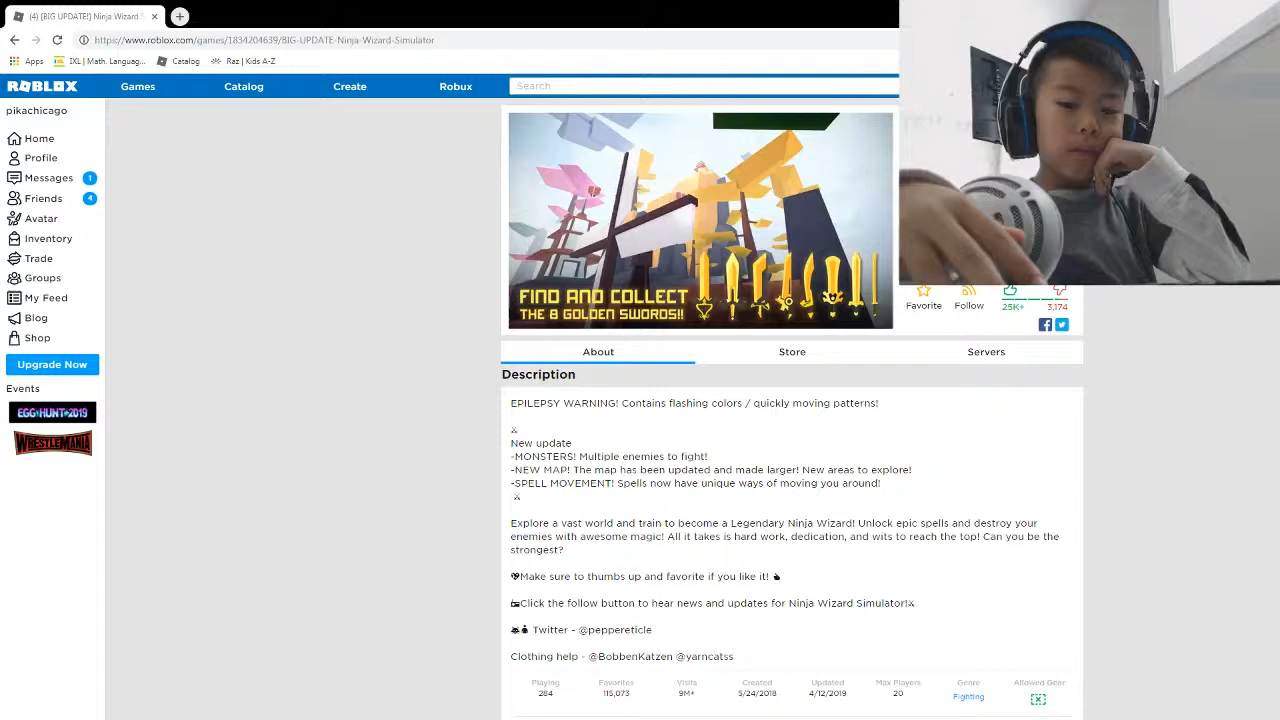 (4) [BIG UPDATE!] Ninja Wizard S
https://www.roblox.com/games/1834204639/BIG-UPDATE-Ninja-Wizard-Simulator
Apps IXL | Math. Languag... Catalog Raz | Kids A-Z
ROBLOX Games Catalog Create Robux Search
pikachicago
Home
Profile
Messages 1
Friends 4
Avatar
Inventory
Trade
Groups
My Feed
Blog
Shop
Upgrade Now
Events
EGG HUNT 2019
WRESTLEMANIA
FIND AND COLLECT
THE 8 GOLDEN SWORDS!!
Favorite Follow 25K+ 3,174
About Store Servers
Description
EPILEPSY WARNING! Contains flashing colors / quickly moving patterns!
⚔
New update
-MONSTERS! Multiple enemies to fight!
-NEW MAP! The map has been updated and made larger! New areas to explore!
-SPELL MOVEMENT! Spells now have unique ways of moving you around!
⚔
Explore a vast world and train to become a Legendary Ninja Wizard! Unlock epic spells and destroy your
enemies with awesome magic! All it takes is hard work, dedication, and wits to reach the top! Can you be the
strongest?
Make sure to thumbs up and favorite if you like it!
Click the follow button to hear news and updates for Ninja Wizard Simulator!⚔
Twitter - @peppereticle
Clothing help - @BobbenKatzen @yarncatss
Playing Favorites Visits Created Updated Max Players Genre Allowed Gear
284 115,073 9M+ 5/24/2018 4/12/2019 20 Fighting